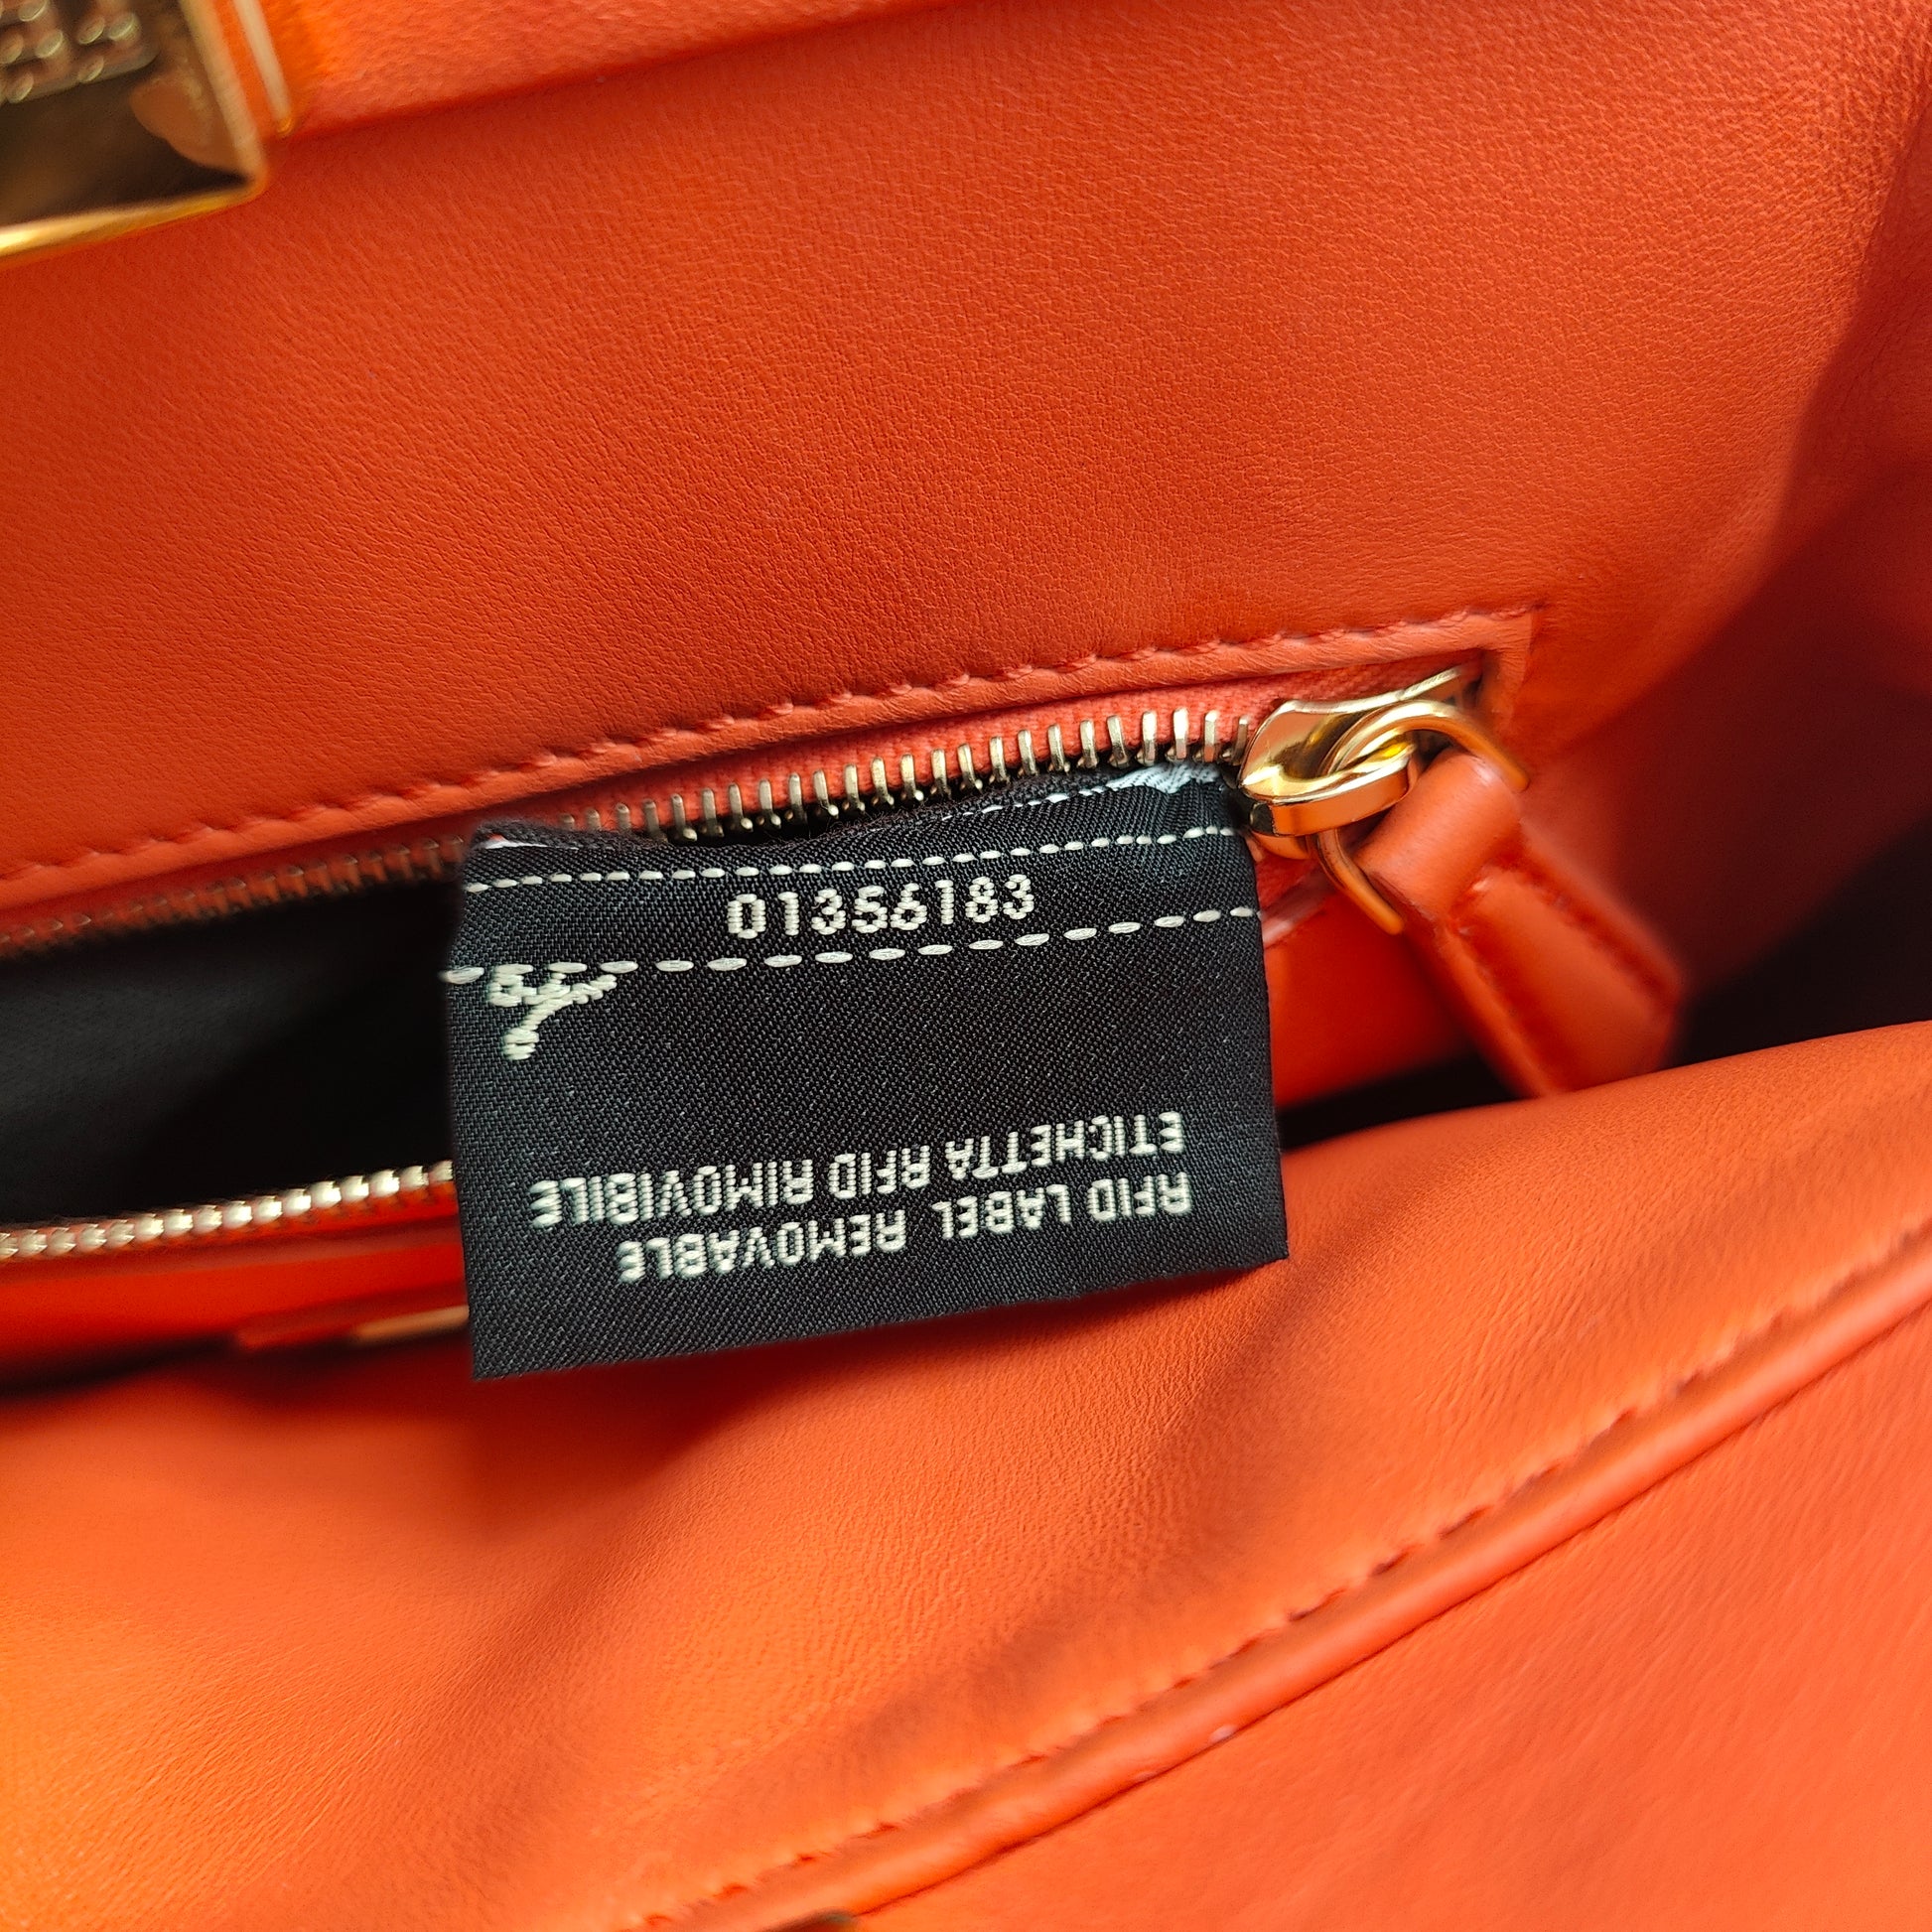 01356183
ETICHETTA RFID RIMOVIBILE
RFID LABEL REMOVABLE